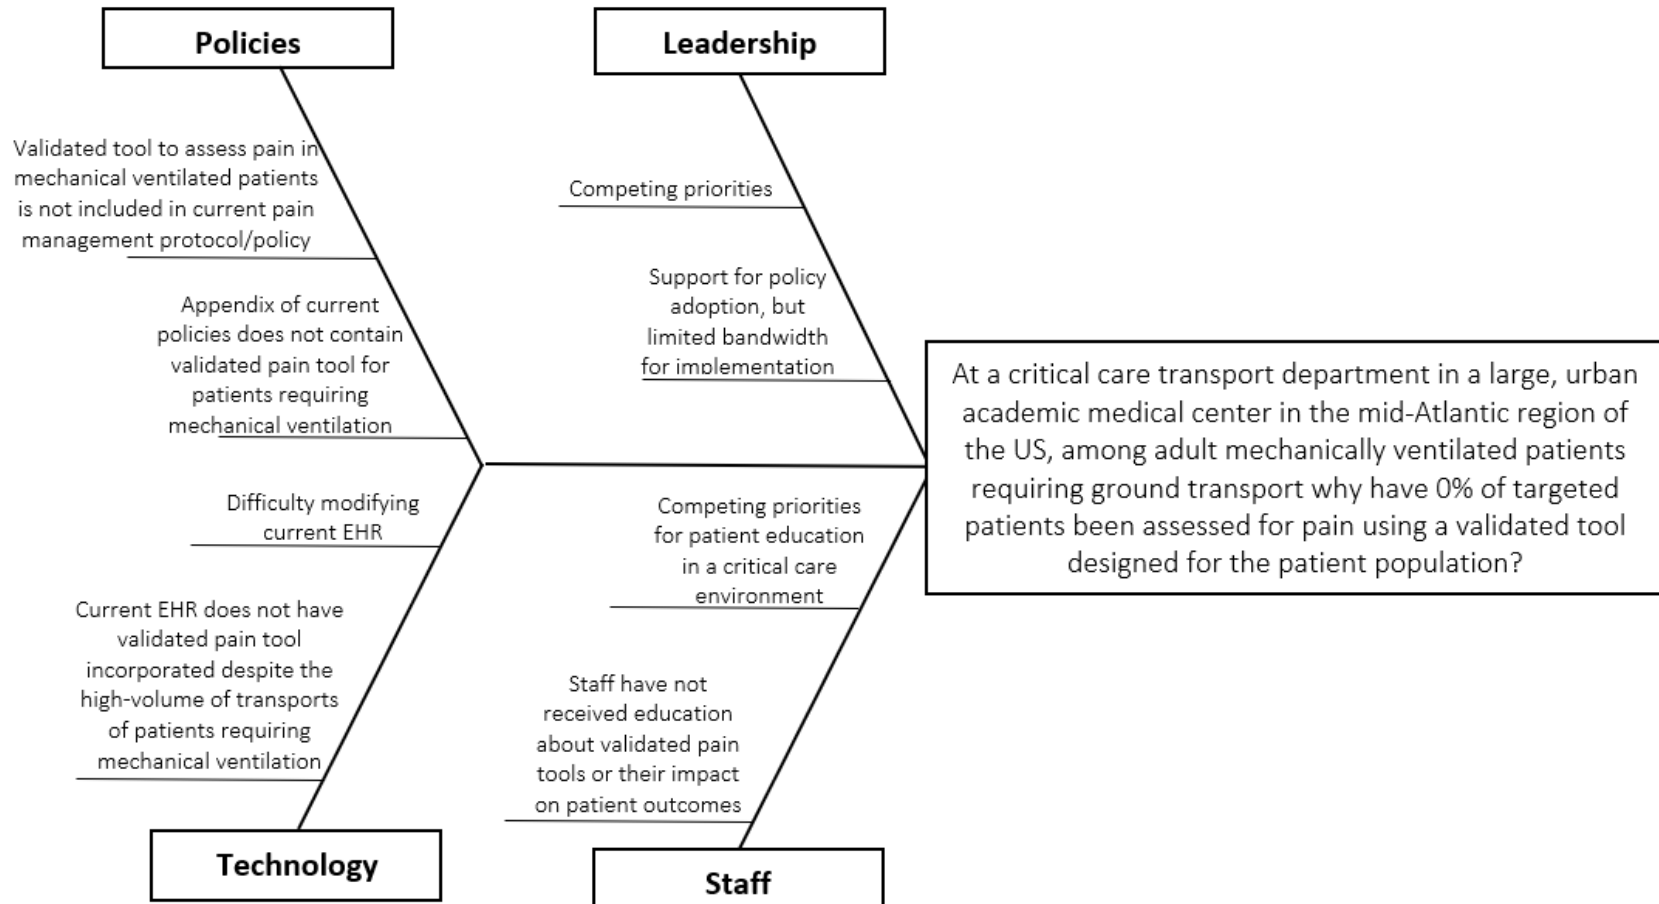 Policies
Leadership
Validated tool to assess pain in
mechanical ventilated patients
is not included in current pain
management protocol/policy
Appendix of current
policies does not contain
validated pain tool for
patients requiring
mechanical ventilation
Competing priorities
Support for policy
adoption, but
limited bandwidth
for implementation
At a critical care transport department in a large, urban
academic medical center in the mid-Atlantic region of
the US, among adult mechanically ventilated patients
requiring ground transport why have 0% of targeted
patients been assessed for pain using a validated tool
designed for the patient population?
Difficulty modifying
current EHR
Current EHR does not have
validated pain tool
incorporated despite the
high-volume of transports
of patients requiring
mechanical ventilation
Competing priorities
for patient education
in a critical care
environment
Staff have not
received education
about validated pain
tools or their impact
on patient outcomes
Technology
Staff